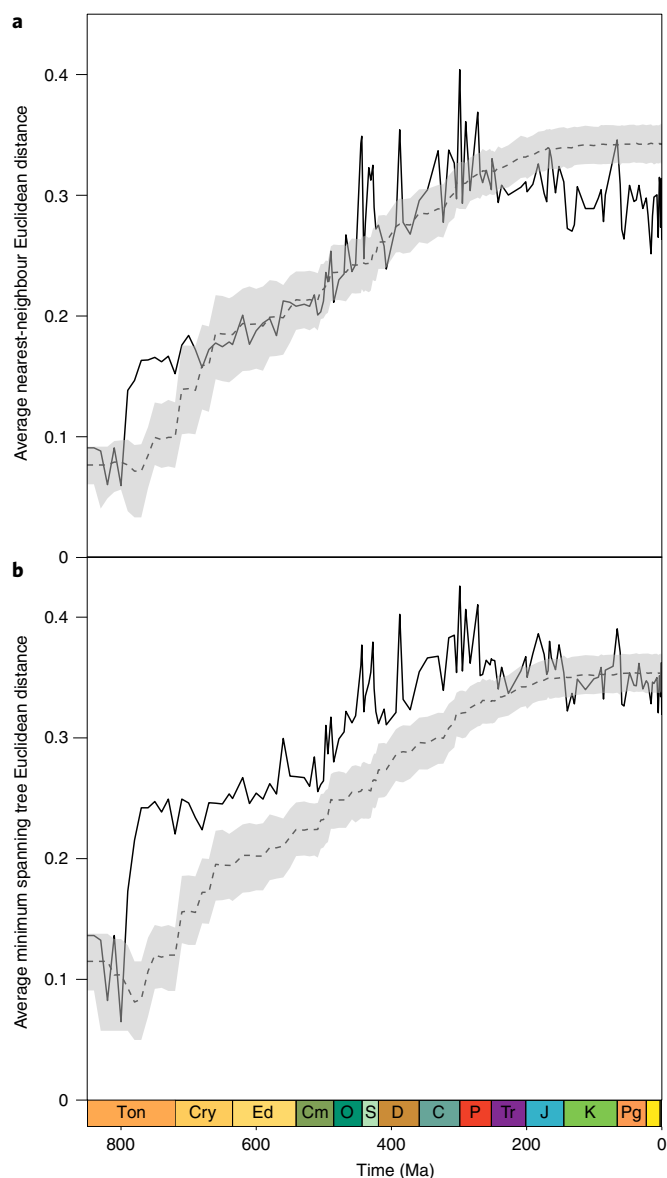 a
0.4
0.3
0.2
0.1
0
Average nearest-neighbour Euclidean distance
b
0.4
0.3
0.2
0.1
0
Average minimum spanning tree Euclidean distance
Ton Cry Ed Cm O S D C P Tr J K Pg
800 600 400 200 0
Time (Ma)